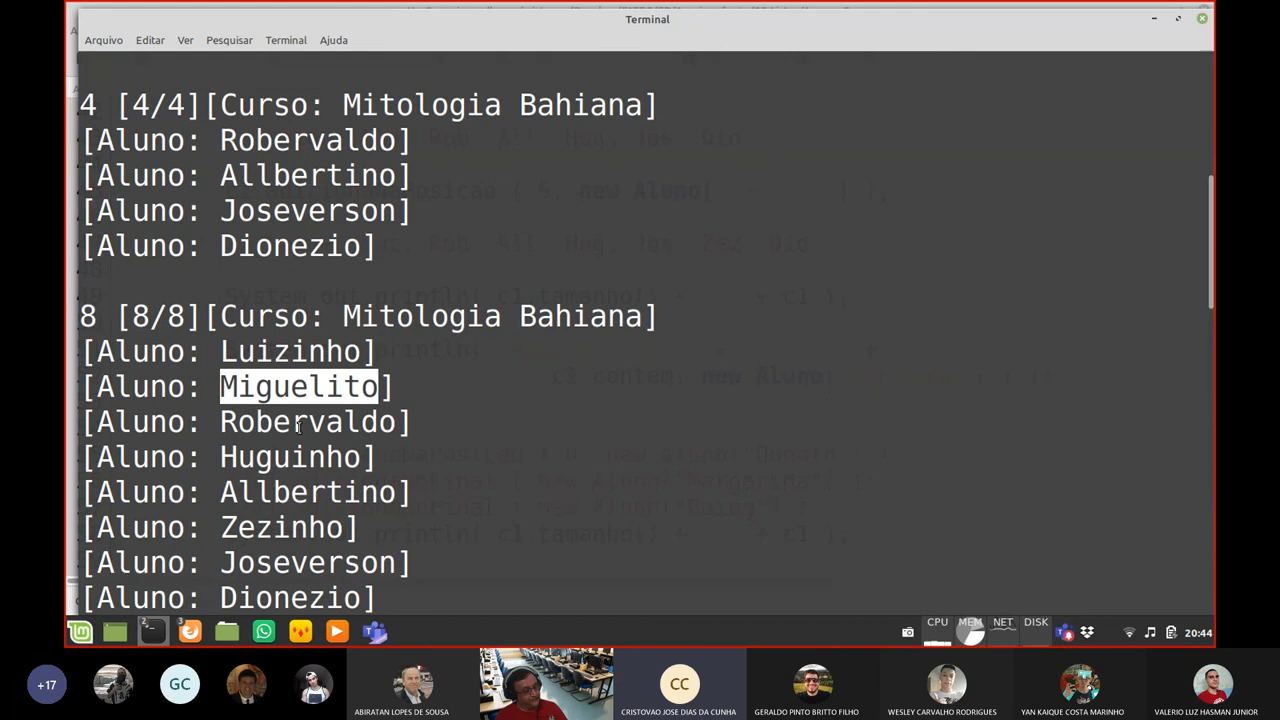 Terminal
Arquivo Editar Ver Pesquisar Terminal Ajuda
4 [4/4][Curso: Mitologia Bahiana]
[Aluno: Robervaldo]
[Aluno: Allbertino]
[Aluno: Joseverson]
[Aluno: Dionezio]
8 [8/8][Curso: Mitologia Bahiana]
[Aluno: Luizinho]
[Aluno: Miguelito]
[Aluno: Robervaldo]
[Aluno: Huguinho]
[Aluno: Allbertino]
[Aluno: Zezinho]
[Aluno: Joseverson]
[Aluno: Dionezio]
CPU MEM NET DISK
20:44
+17 GC CC
ABIRATAN LOPES DE SOUSA
CRISTOVAO JOSE DIAS DA CUNHA
GERALDO PINTO BRITTO FILHO
WESLEY CARVALHO RODRIGUES
YAN KAIQUE COSTA MARINHO
VALERIO LUZ HASMAN JUNIOR